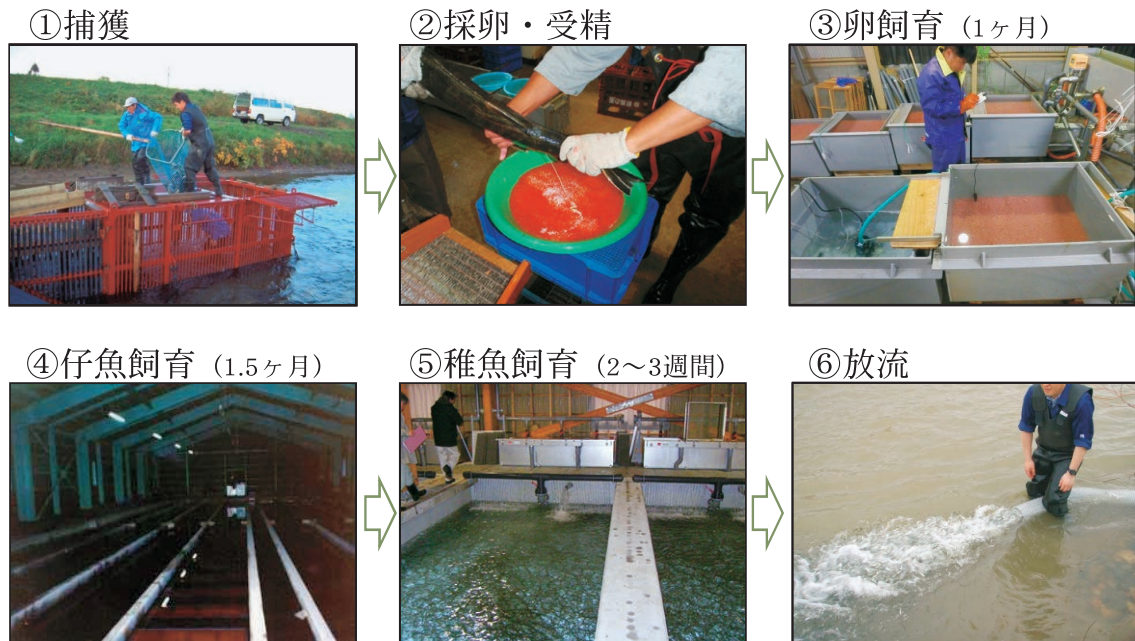 ①捕獲
②採卵・受精
③卵飼育（1ヶ月）
④仔魚飼育（1.5ヶ月）
⑤稚魚飼育（2～3週間）
⑥放流